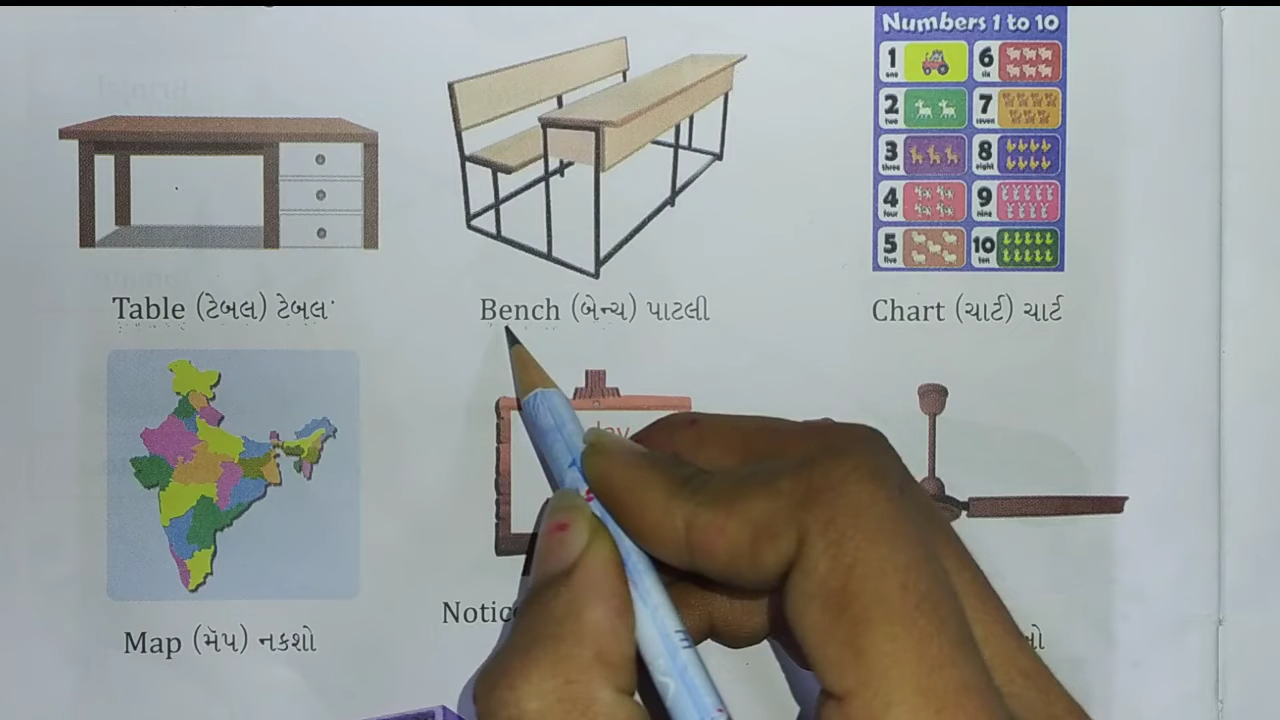 Numbers 1 to 10
1 one
6 six
2 two
7 seven
3 three
8 eight
4 four
9 nine
5 five
10 ten
Table (ટેબલ) ટેબલ
Bench (બેન્ચ) પાટલી
Chart (ચાર્ટ) ચાર્ટ
day
Map (મૅપ) નકશો